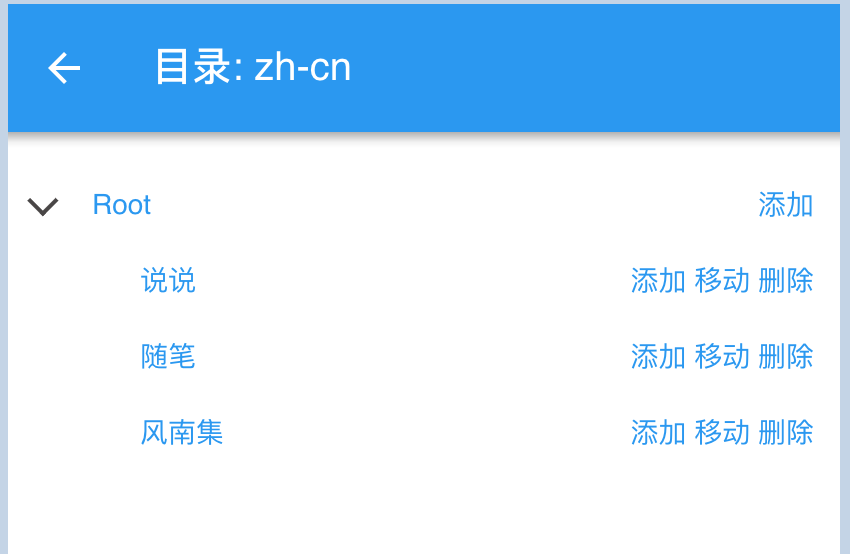 目录: zh-cn
Root 添加
说说 添加 移动 删除
随笔 添加 移动 删除
风南集 添加 移动 删除